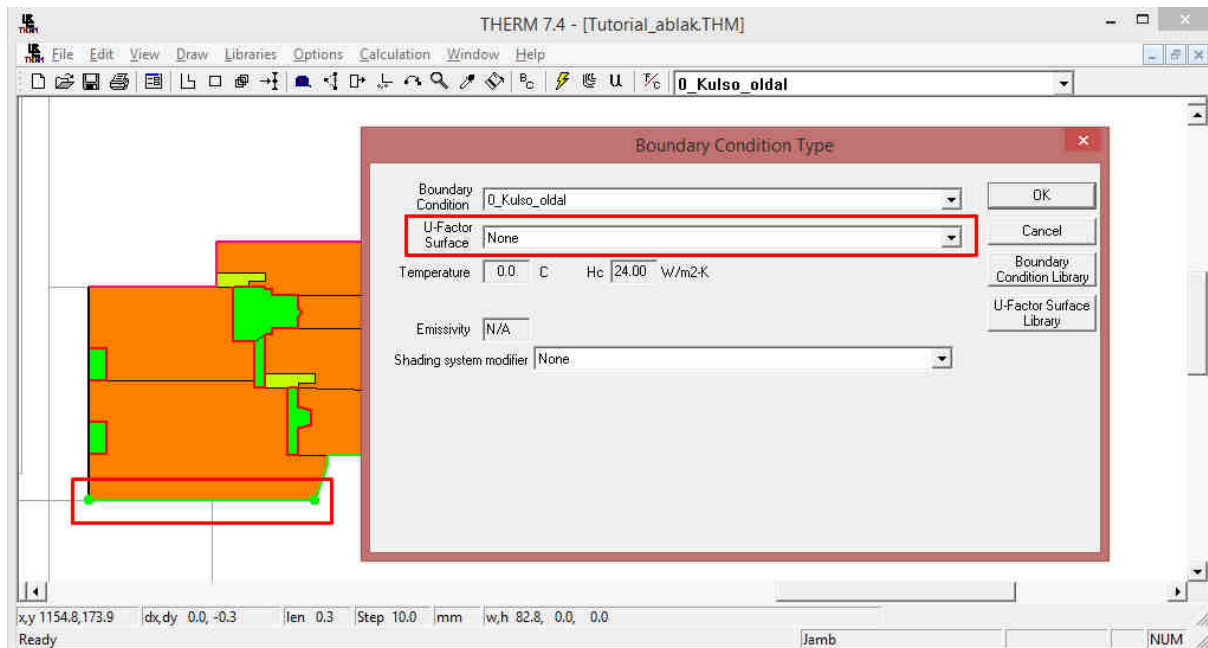 THERM 7.4 - [Tutorial_ablak.THM]
File Edit View Draw Libraries Options Calculation Window Help
0_Kulso_oldal
Boundary Condition Type
Boundary Condition 0_Kulso_oldal
OK
U-Factor Surface None
Cancel
Temperature 0.0 C Hc 24.00 W/m2-K
Boundary Condition Library
U-Factor Surface Library
Emissivity N/A
Shading system modifier None
x,y 1154.8,173.9 dx,dy 0.0, -0.3 len 0.3 Step 10.0 mm w,h 82.8, 0.0, 0.0
Ready Jamb NUM